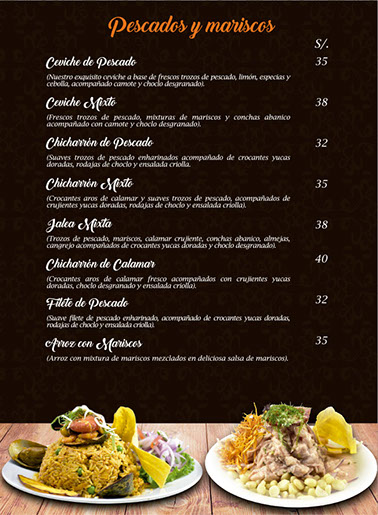 Pescados y mariscos
S/.
Ceviche de Pescado 35
(Nuestro exquisito ceviche a base de frescos trozos de pescado, limón, especias y
cebolla, acompañado camote y choclo desgranado).
Ceviche Mixto 38
(Frescos trozos de pescado, mixturas de mariscos y conchas abanico
acompañado con camote y choclo desgranado).
Chicharrón de Pescado 32
(Suaves trozos de pescado enharinados acompañado de crocantes yucas
doradas, rodajas de choclo y ensalada criolla.
Chicharrón Mixto 35
(Crocantes aros de calamar y suaves trozos de pescado, acompañados de
crujientes yucas doradas, rodajas de choclo y ensalada criolla).
Jalea Mixta 38
(Trozos de pescado, mariscos, calamar crujiente, conchas abanico, almejas,
cangrejo acompañados de crocantes yucas doradas y choclo desgranado).
Chicharrón de Calamar 40
(Crocantes aros de calamar fresco acompañados con crujientes yucas
doradas, choclo desgranado y ensalada criolla).
Filete de Pescado 32
(Suave filete de pescado enharinado, acompañado de crocantes yucas doradas,
rodajas de choclo y ensalada criolla).
Arroz con Mariscos 35
(Arroz con mixtura de mariscos mezclados en deliciosa salsa de mariscos).